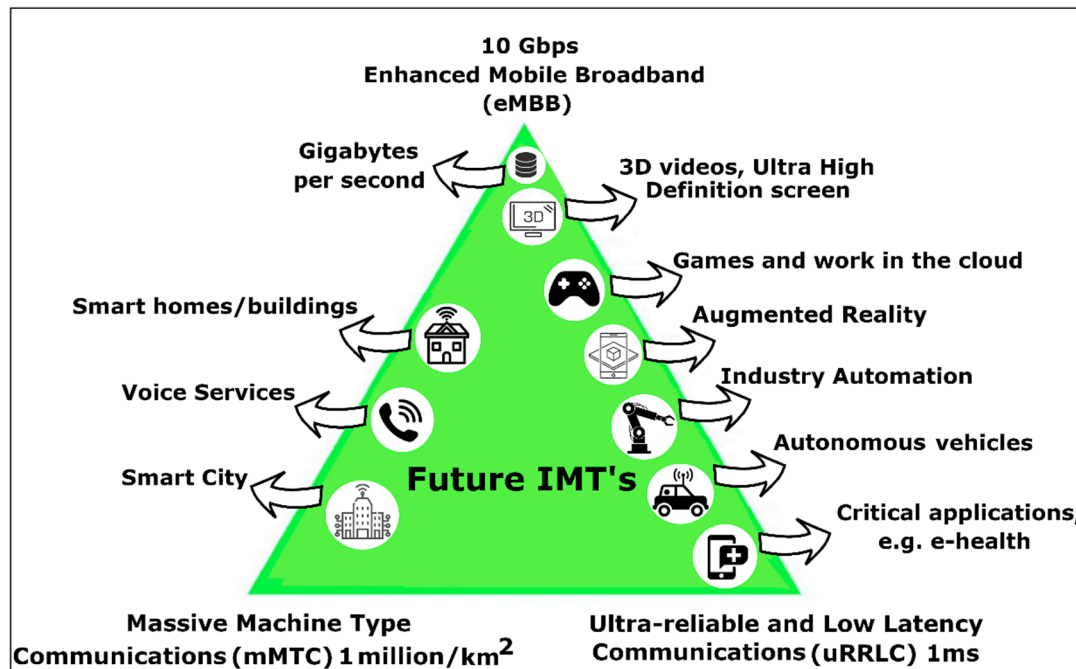 10 Gbps
Enhanced Mobile Broadband
(eMBB)
Gigabytes
per second
3D videos, Ultra High
Definition screen
3D
Games and work in the cloud
Smart homes/buildings
Augmented Reality
Industry Automation
Voice Services
Autonomous vehicles
Smart City
Future IMT's
Critical applications,
e.g. e-health
Massive Machine Type
Communications (mMTC) 1 million/km²
Ultra-reliable and Low Latency
Communications (uRRLC) 1ms